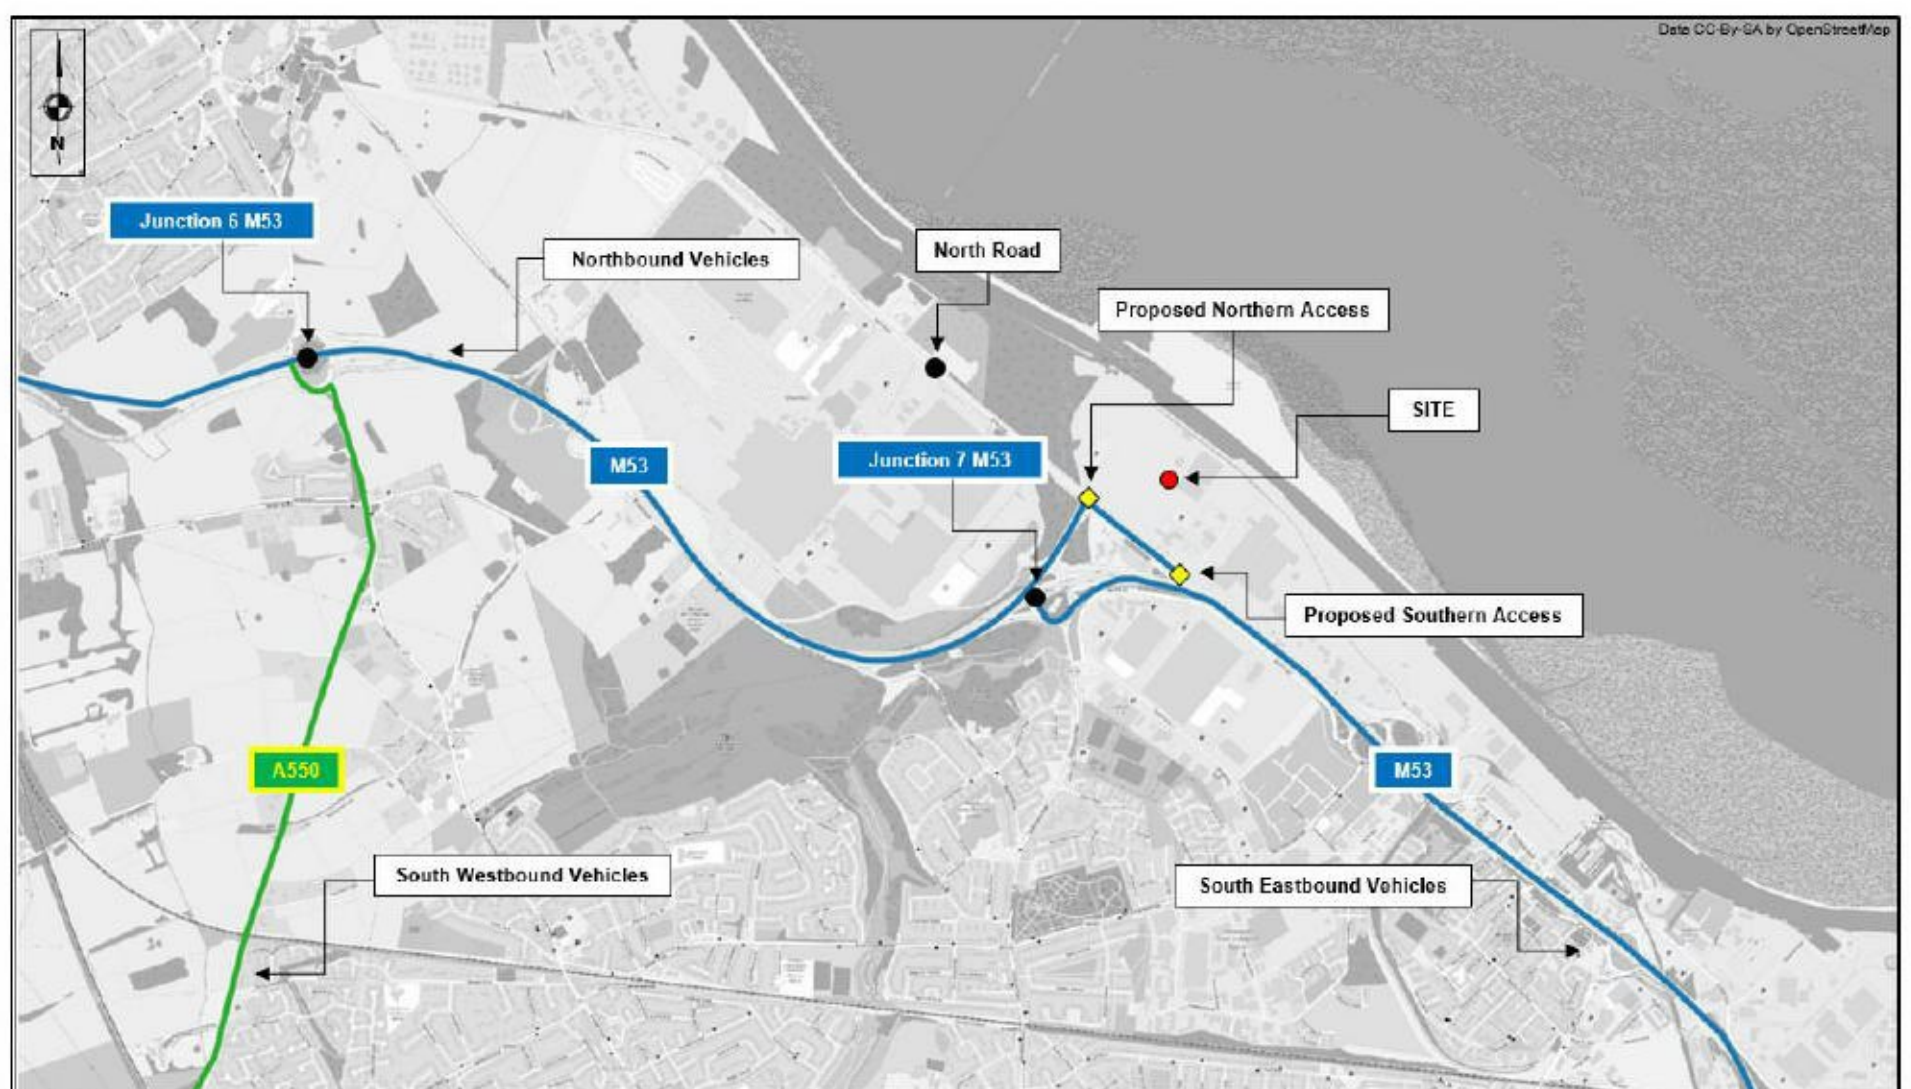 Data CC-By-SA by OpenStreetMap
N
Junction 6 M53
Northbound Vehicles
North Road
Proposed Northern Access
SITE
M53
Junction 7 M53
Proposed Southern Access
A550
M53
South Westbound Vehicles
South Eastbound Vehicles